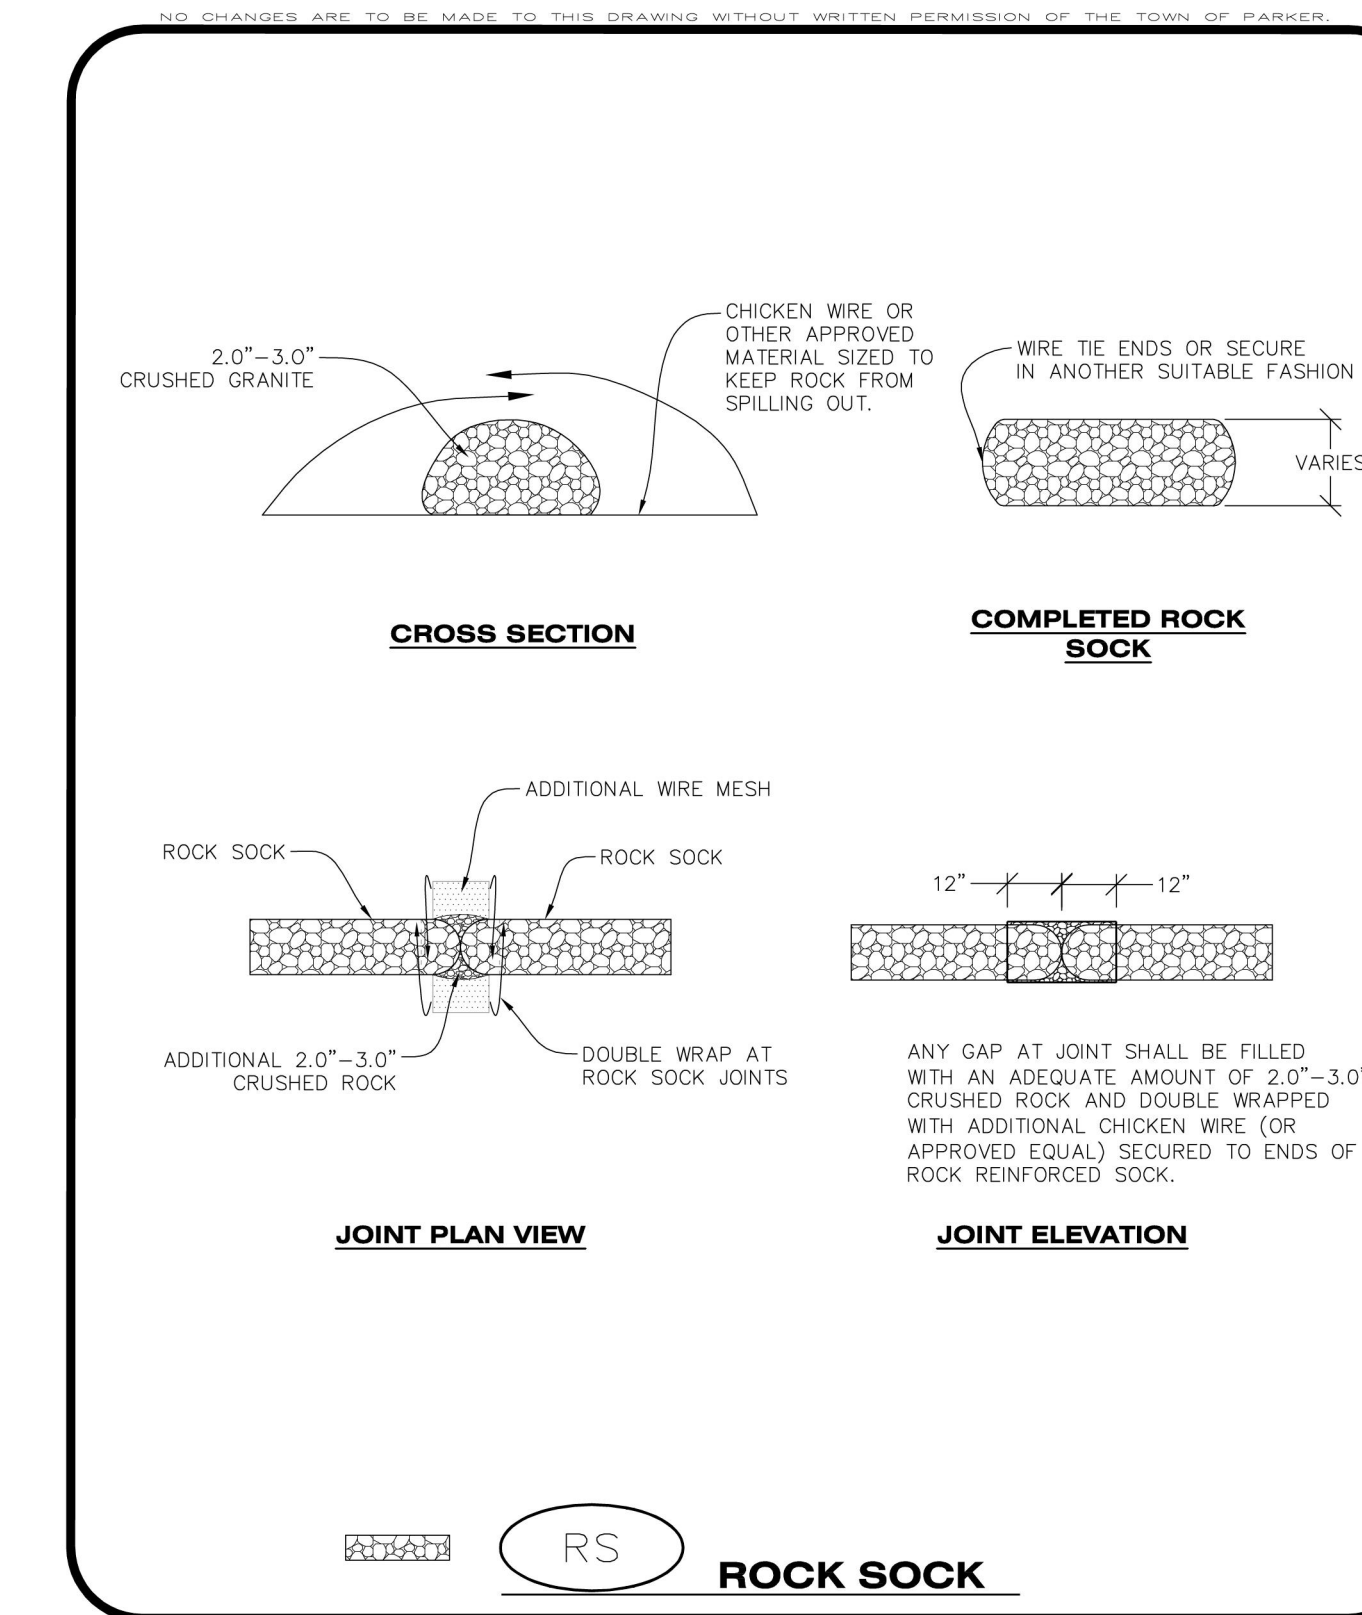 NO CHANGES ARE TO BE MADE TO THIS DRAWING WITHOUT WRITTEN PERMISSION OF THE TOWN OF PARKER.
2.0"–3.0"
CRUSHED GRANITE
CHICKEN WIRE OR
OTHER APPROVED
MATERIAL SIZED TO
KEEP ROCK FROM
SPILLING OUT.
WIRE TIE ENDS OR SECURE
IN ANOTHER SUITABLE FASHION
VARIES
CROSS SECTION
COMPLETED ROCK
SOCK
ADDITIONAL WIRE MESH
ROCK SOCK
ROCK SOCK
ADDITIONAL 2.0"–3.0"
CRUSHED ROCK
DOUBLE WRAP AT
ROCK SOCK JOINTS
JOINT PLAN VIEW
12"
12"
ANY GAP AT JOINT SHALL BE FILLED
WITH AN ADEQUATE AMOUNT OF 2.0"–3.0"
CRUSHED ROCK AND DOUBLE WRAPPED
WITH ADDITIONAL CHICKEN WIRE (OR
APPROVED EQUAL) SECURED TO ENDS OF
ROCK REINFORCED SOCK.
JOINT ELEVATION
RS
ROCK SOCK